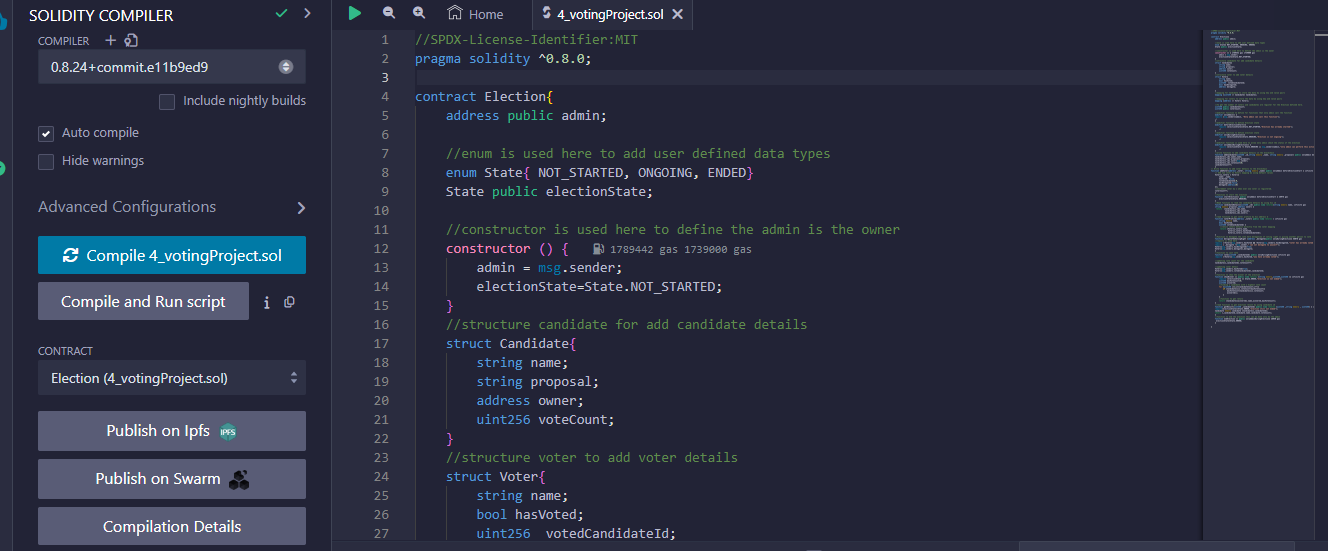 SOLIDITY COMPILER
COMPILER
0.8.24+commit.e11b9ed9
Include nightly builds
Auto compile
Hide warnings
Advanced Configurations
Compile 4_votingProject.sol
Compile and Run script
CONTRACT
Election (4_votingProject.sol)
Publish on Ipfs IPFS
Publish on Swarm
Compilation Details
Home 4_votingProject.sol
1 //SPDX-License-Identifier:MIT
2 pragma solidity ^0.8.0;
3
4 contract Election{
5 address public admin;
6
7 //enum is used here to add user defined data types
8 enum State{ NOT_STARTED, ONGOING, ENDED}
9 State public electionState;
10
11 //constructor is used here to define the admin is the owner
12 constructor () { 1789442 gas 1739000 gas
13 admin = msg.sender;
14 electionState=State.NOT_STARTED;
15 }
16 //structure candidate for add candidate details
17 struct Candidate{
18 string name;
19 string proposal;
20 address owner;
21 uint256 voteCount;
22 }
23 //structure voter to add voter details
24 struct Voter{
25 string name;
26 bool hasVoted;
27 uint256 votedCandidateId;